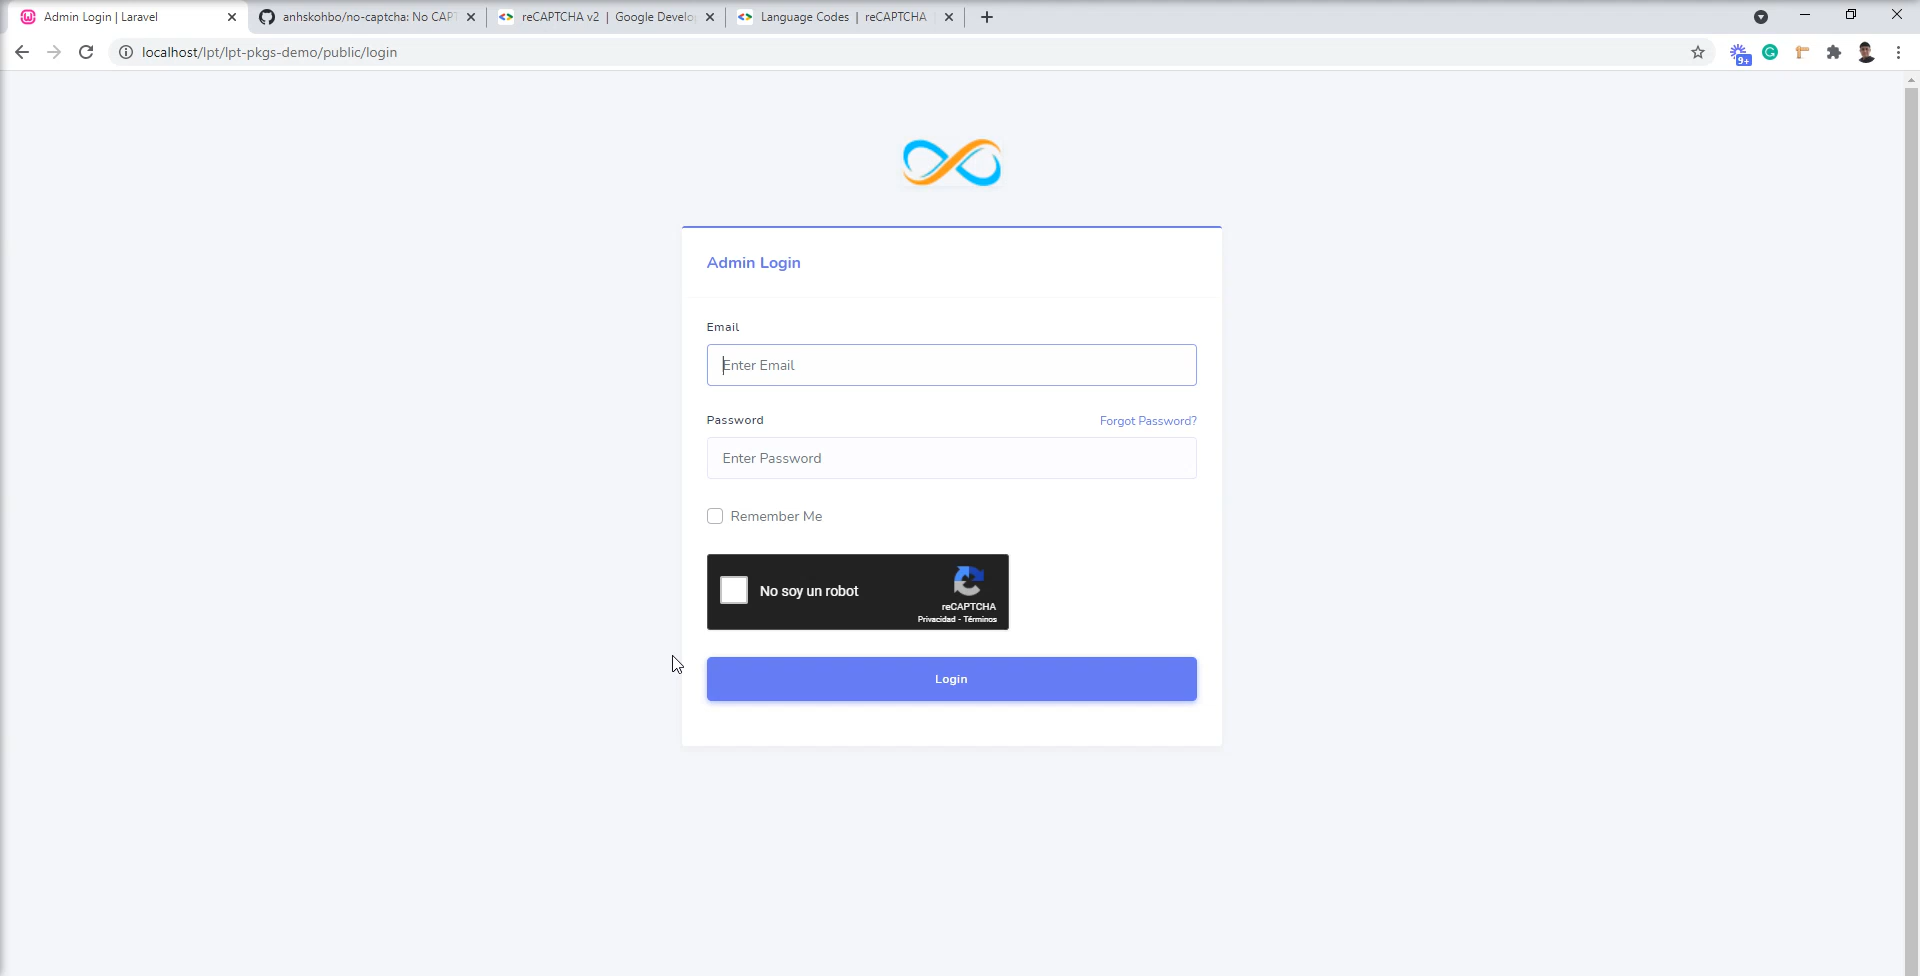 Admin Login | Laravel
anhskohbo/no-captcha: No CAPT
reCAPTCHA v2 | Google Develo
Language Codes | reCAPTCHA
localhost/lpt/lpt-pkgs-demo/public/login
9+
Admin Login
Email
Enter Email
Password
Forgot Password?
Enter Password
Remember Me
No soy un robot
reCAPTCHA
Privacidad - Términos
Login